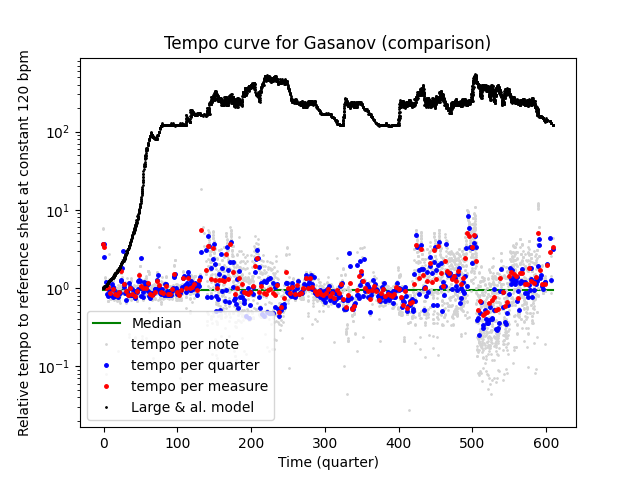 Tempo curve for Gasanov (comparison)
Relative tempo to reference sheet at constant 120 bpm
10²
10¹
10⁰
10⁻¹
Median
tempo per note
tempo per quarter
tempo per measure
Large & al. model
0 100 200 300 400 500 600
Time (quarter)